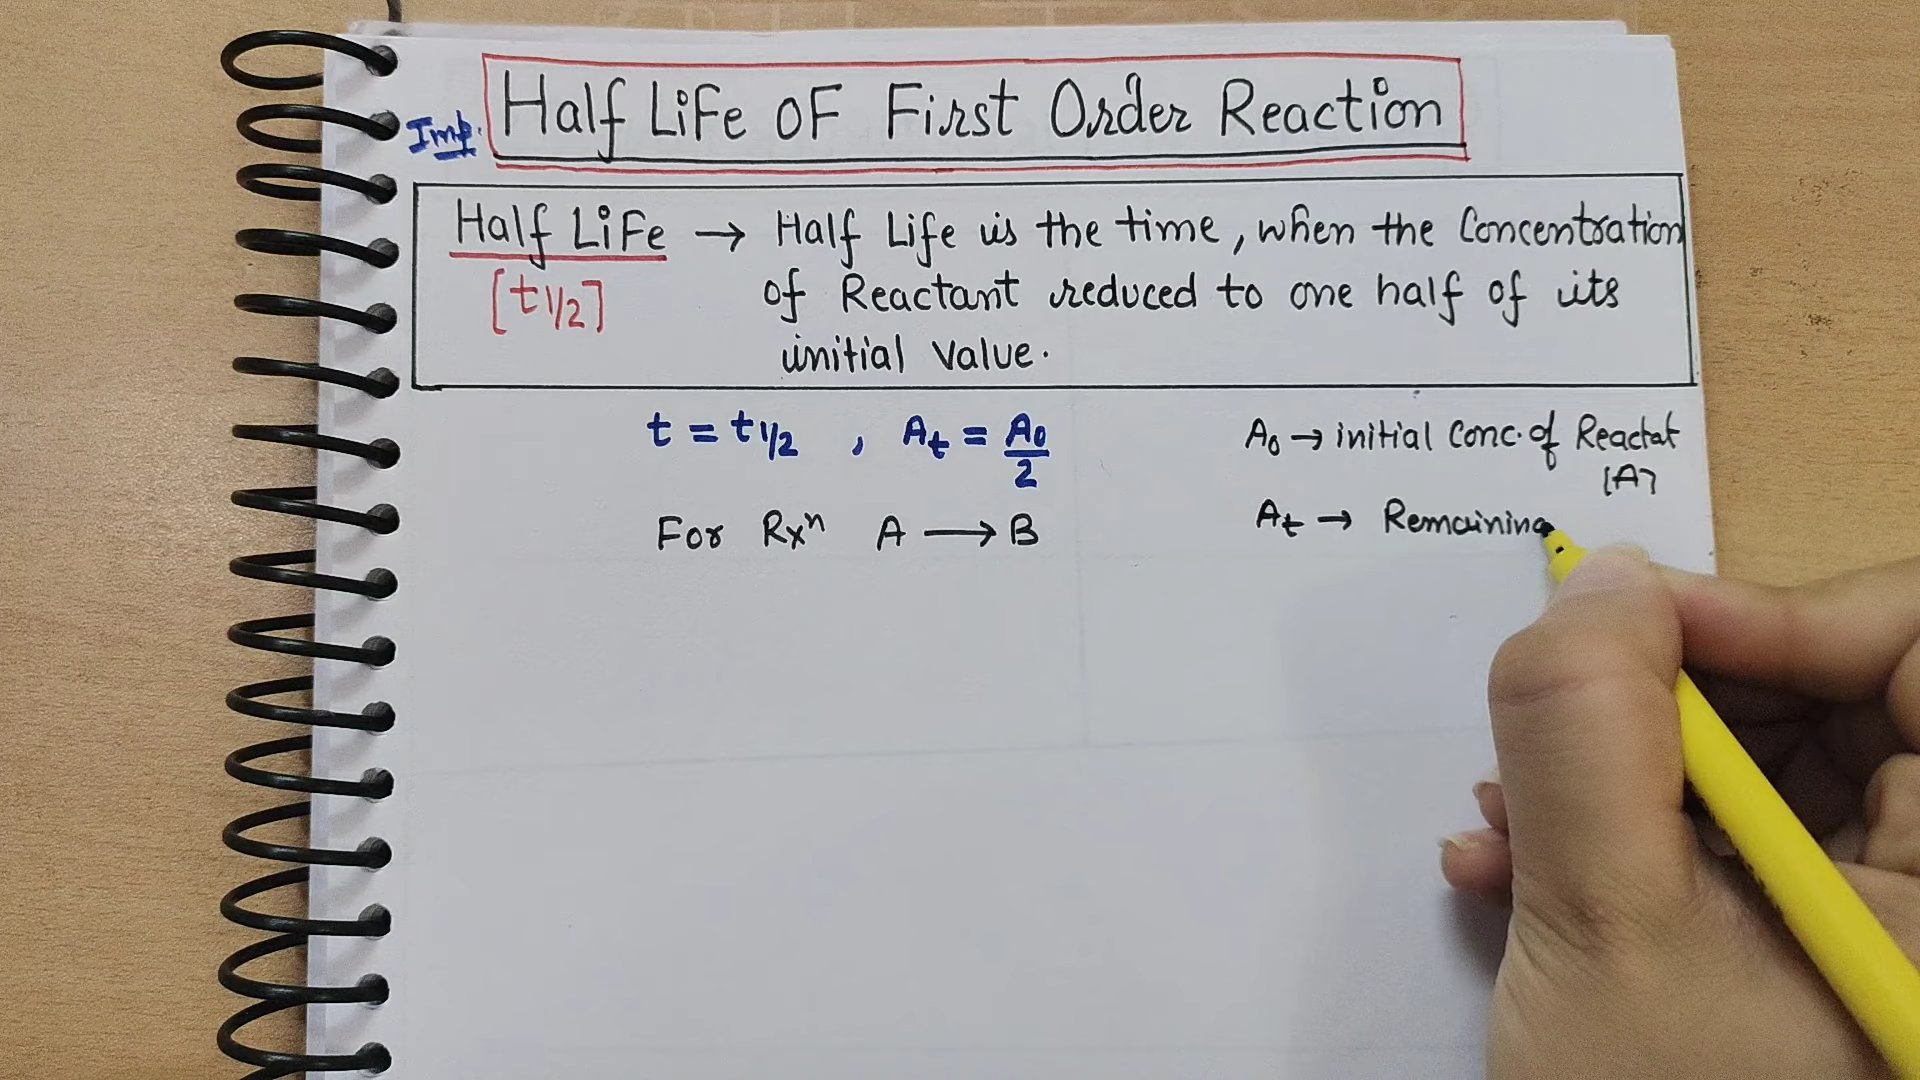 Half LiFe oF First Order Reaction
Imp.
Half LiFe → Half Life is the time, when the Concentration
[t1/2] of Reactant reduced to one half of its
initial value.
t = t1/2 , At = A0/2
A0 → initial Conc. of Reactat
[A]
For Rxⁿ A ⟶ B
At → Remaining